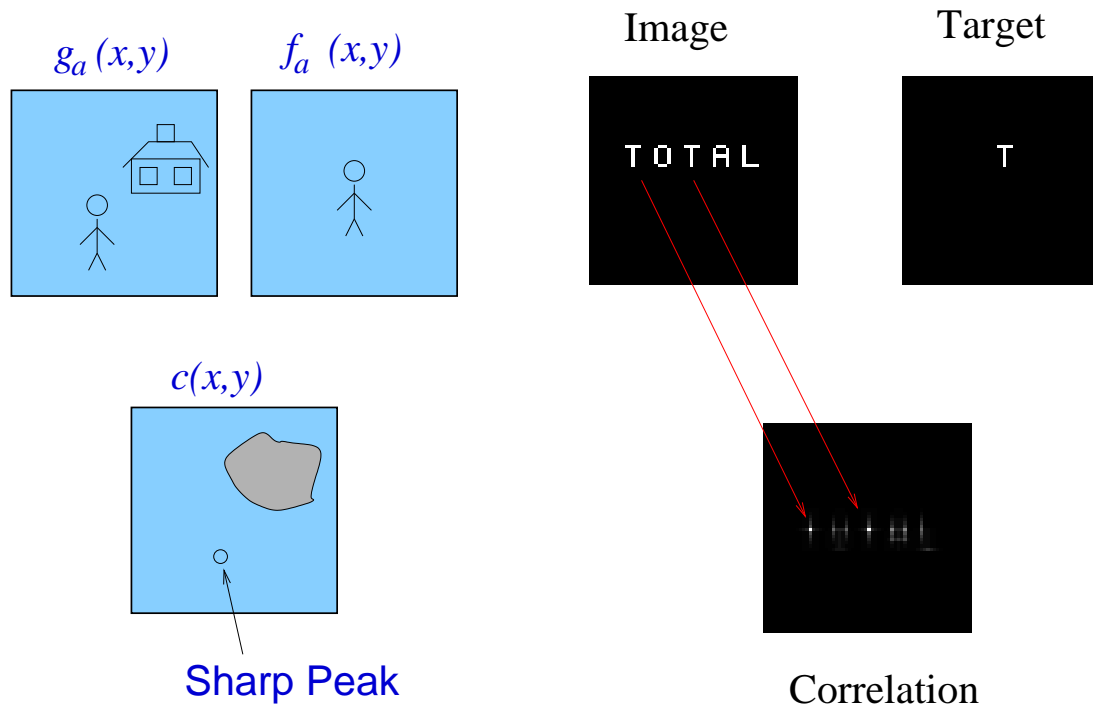 g_a (x,y)
f_a (x,y)
c(x,y)
Sharp Peak
Image
Target
TOTAL
T
Correlation